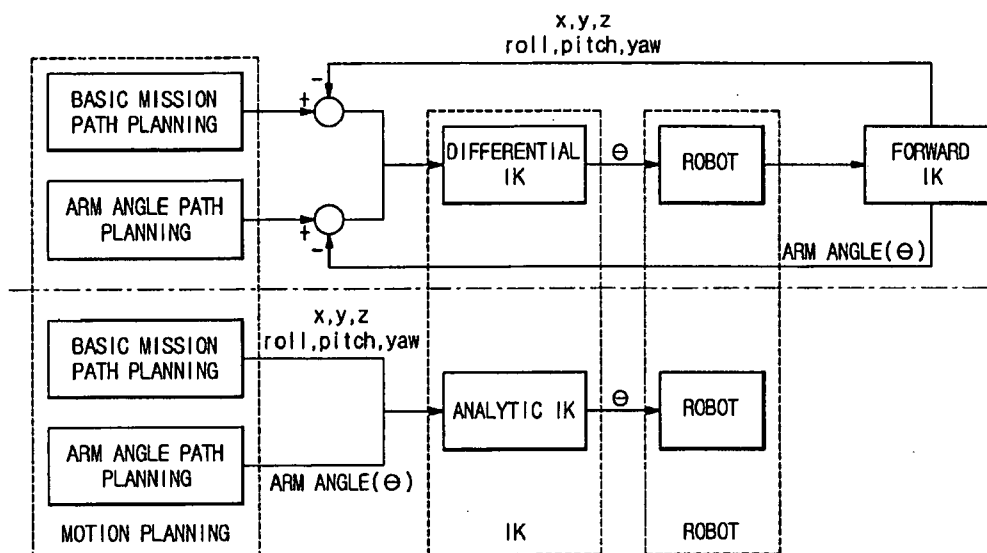 x,y,z
roll,pitch,yaw
BASIC MISSION
PATH PLANNING
+
-
DIFFERENTIAL
IK
Θ
ROBOT
FORWARD
IK
ARM ANGLE PATH
PLANNING
+
-
ARM ANGLE(Θ)
x,y,z
roll,pitch,yaw
BASIC MISSION
PATH PLANNING
ANALYTIC IK
Θ
ROBOT
ARM ANGLE PATH
PLANNING
ARM ANGLE(Θ)
MOTION PLANNING
IK
ROBOT